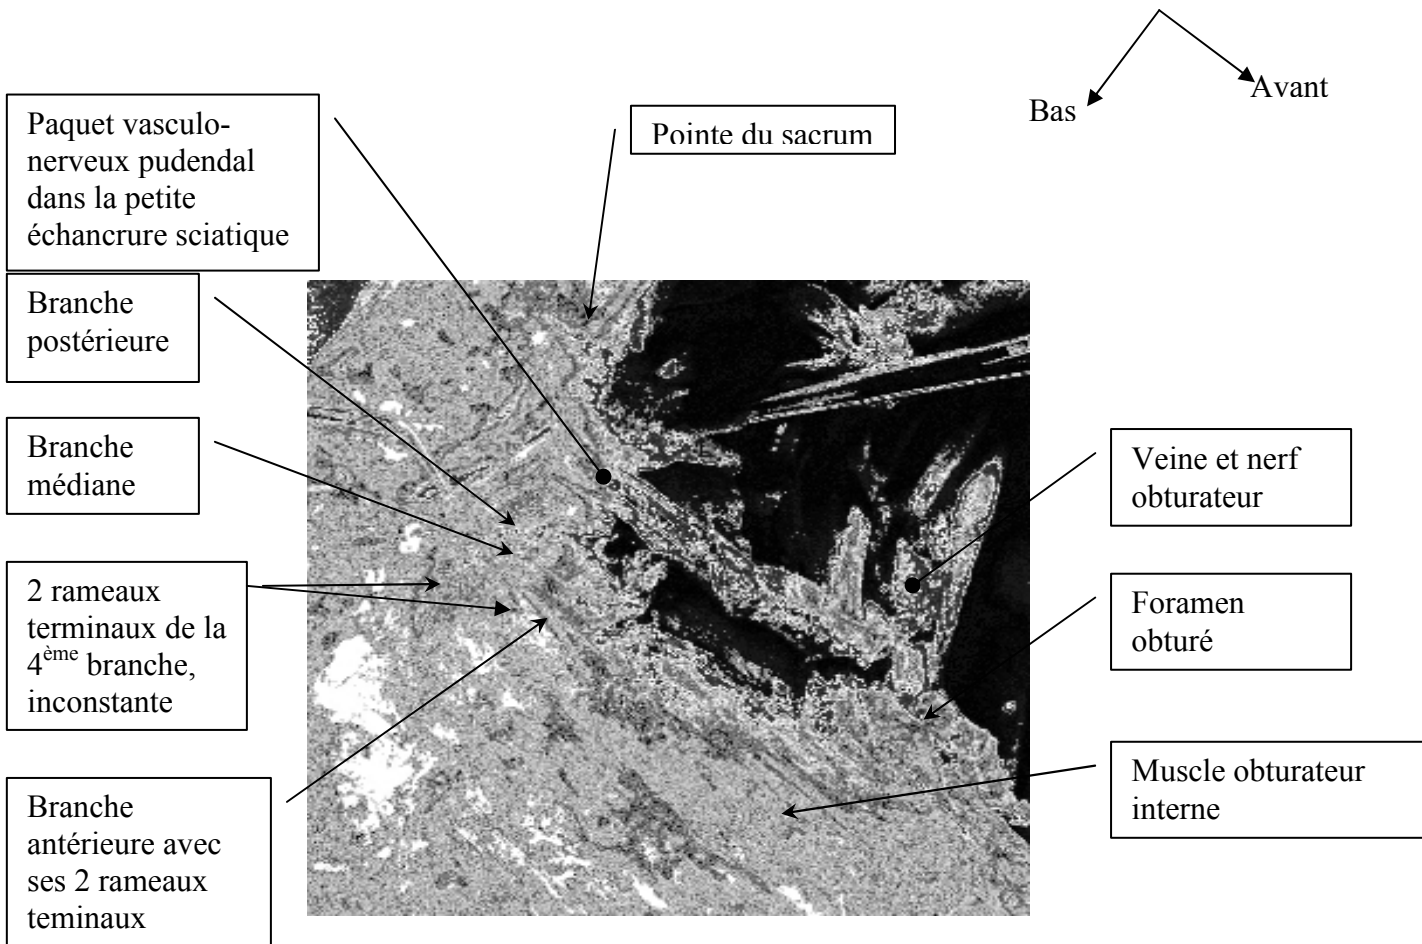 Bas
Avant
Paquet vasculo-
nerveux pudendal
dans la petite
échancrure sciatique
Pointe du sacrum
Branche
postérieure
Branche
médiane
2 rameaux
terminaux de la
4ème branche,
inconstante
Branche
antérieure avec
ses 2 rameaux
teminaux
Veine et nerf
obturateur
Foramen
obturé
Muscle obturateur
interne